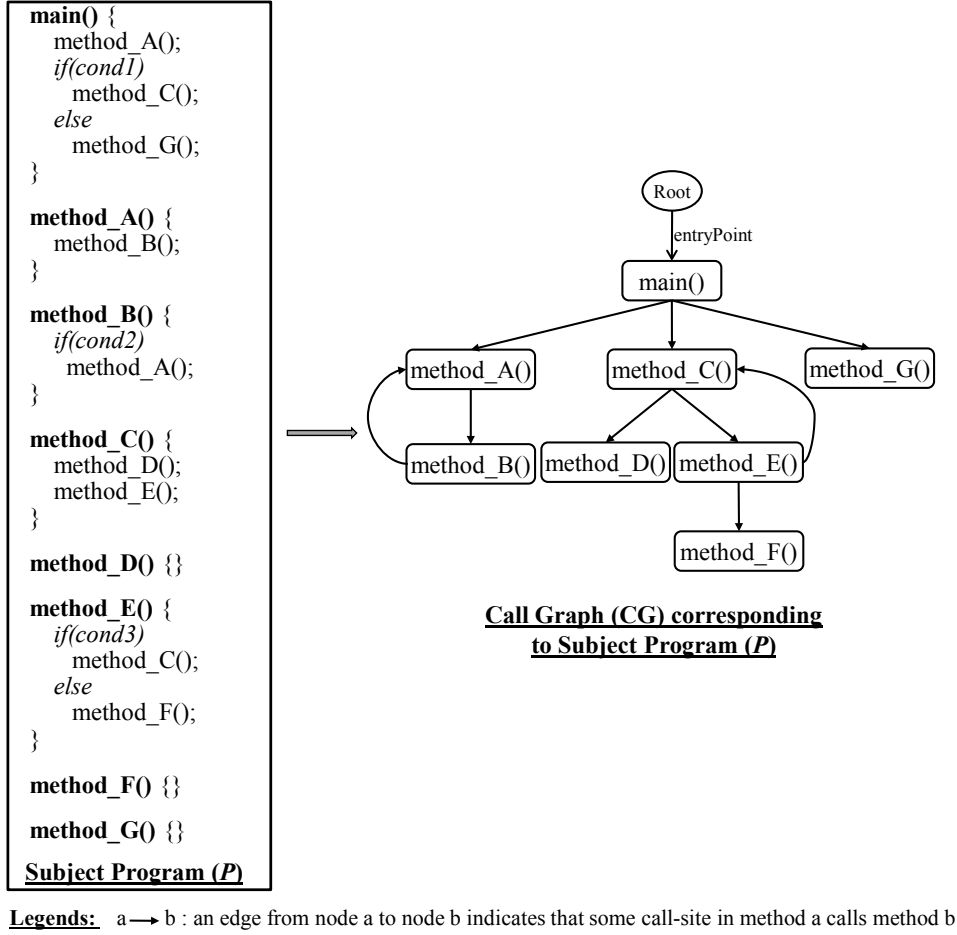 main() {
method_A();
if(cond1)
method_C();
else
method_G();
}
method_A() {
method_B();
}
method_B() {
if(cond2)
method_A();
}
method_C() {
method_D();
method_E();
}
method_D() {}
method_E() {
if(cond3)
method_C();
else
method_F();
}
method_F() {}
method_G() {}
Subject Program (P)
Root
entryPoint
main()
method_A()
method_C()
method_G()
method_B()
method_D()
method_E()
method_F()
Call Graph (CG) corresponding
to Subject Program (P)
Legends: a → b : an edge from node a to node b indicates that some call-site in method a calls method b